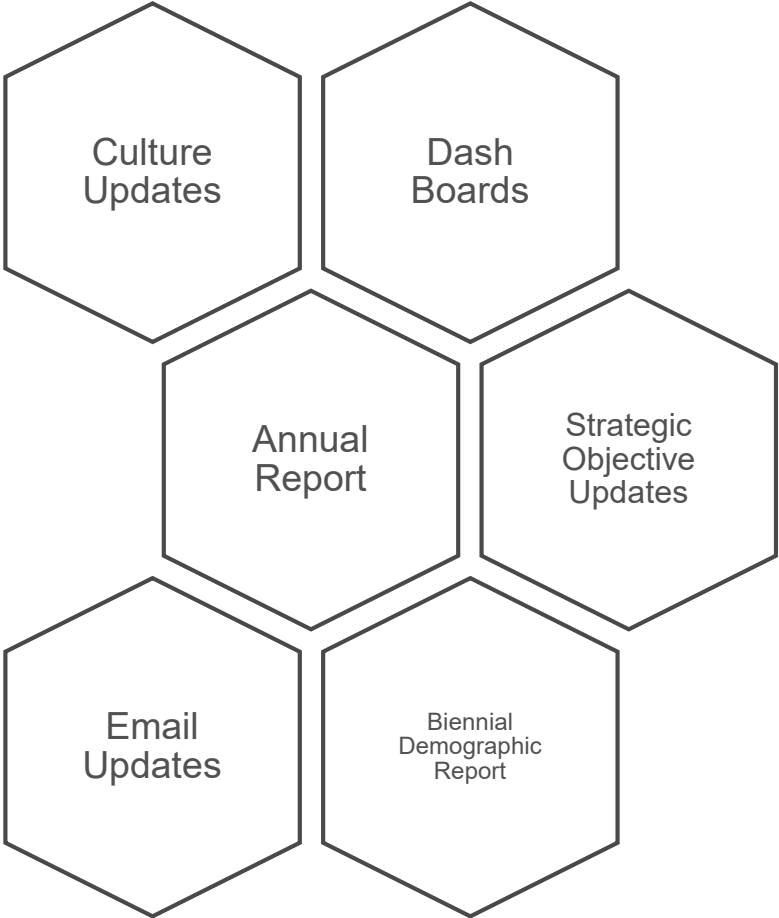 Culture
Updates
Dash
Boards
Annual
Report
Strategic
Objective
Updates
Email
Updates
Biennial
Demographic
Report